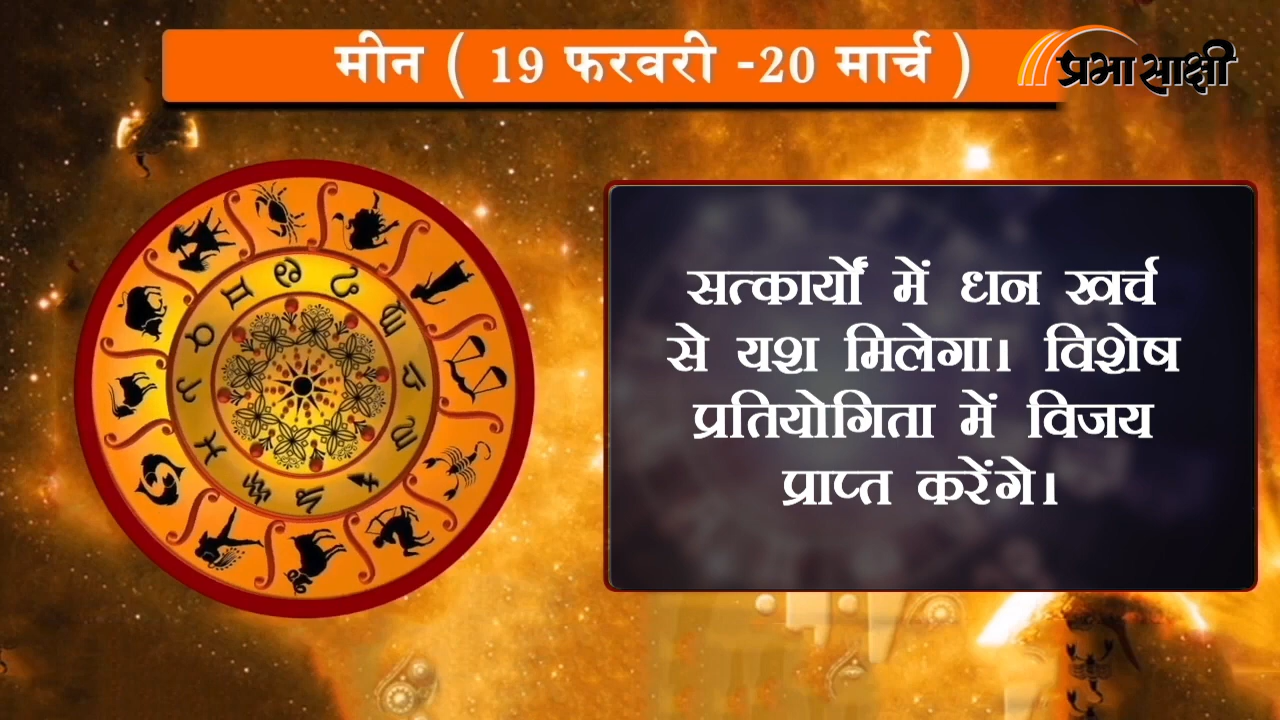 मीन ( 19 फरवरी -20 मार्च )
प्रभासाक्षी
सत्कार्यों में धन खर्च
से यश मिलेगा। विशेष
प्रतियोगिता में विजय
प्राप्त करेंगे।